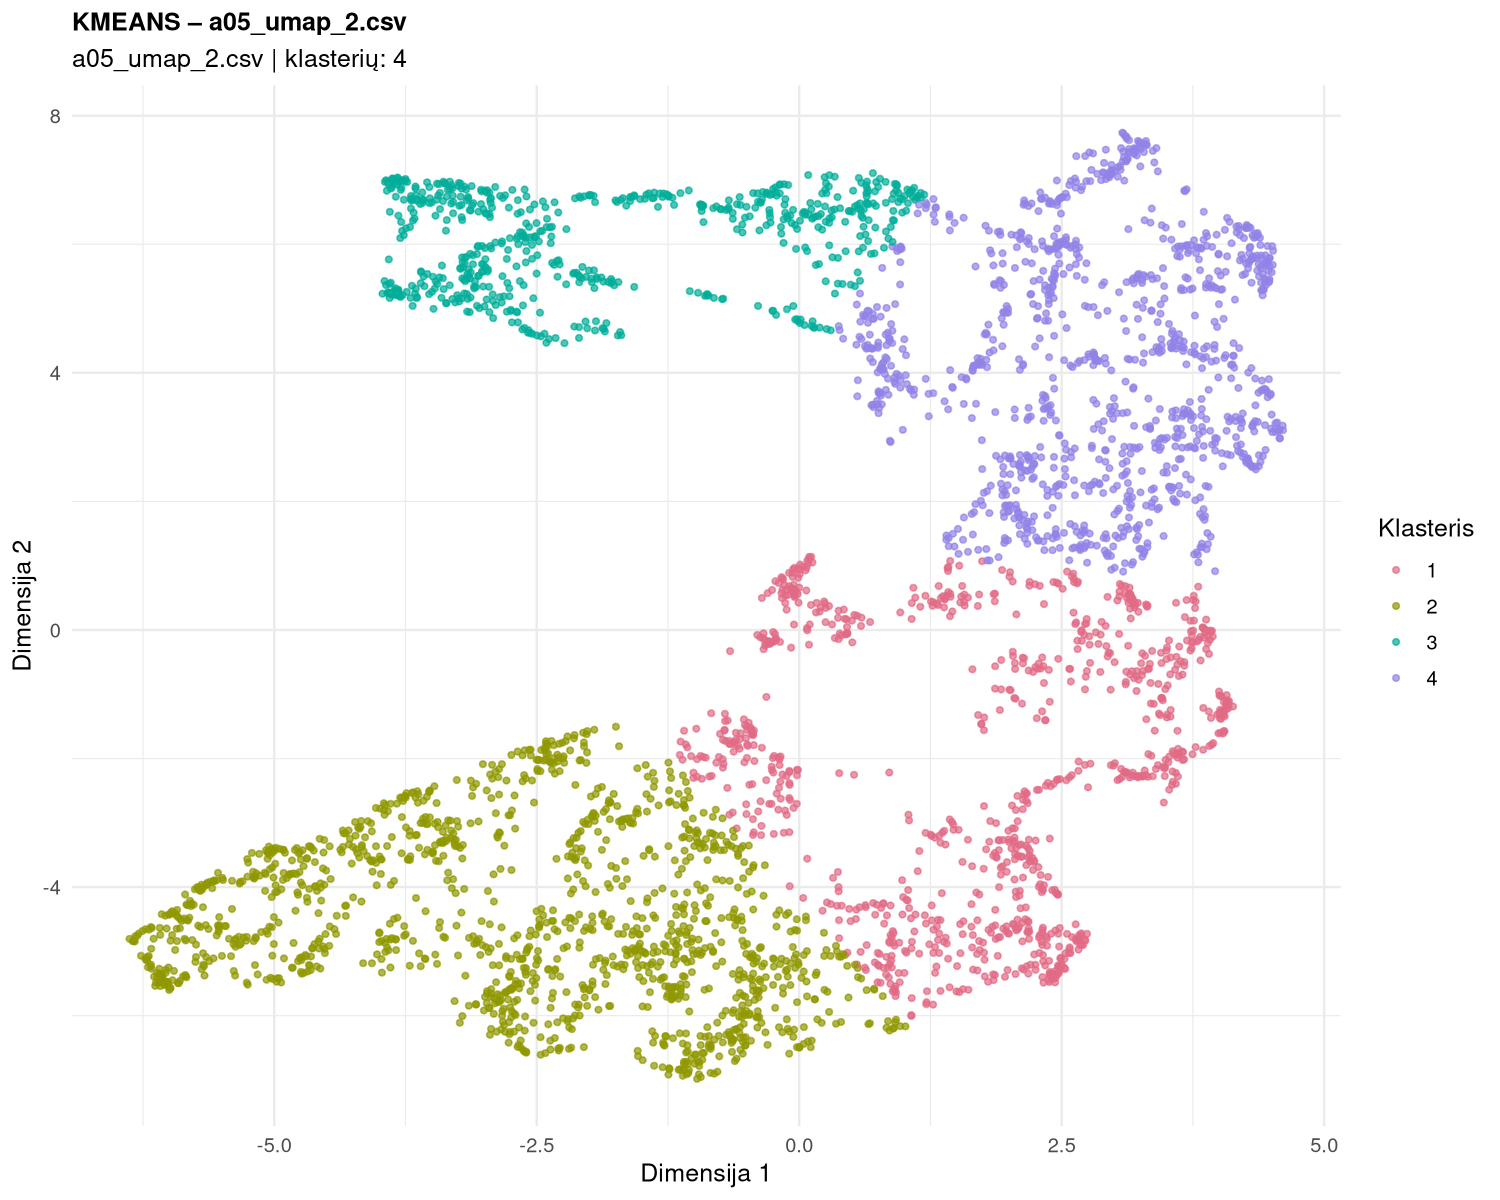 KMEANS – a05_umap_2.csv
a05_umap_2.csv | klasterių: 4
8
4
0
-4
Dimensija 2
-5.0
-2.5
0.0
2.5
5.0
Dimensija 1
Klasteris
1
2
3
4